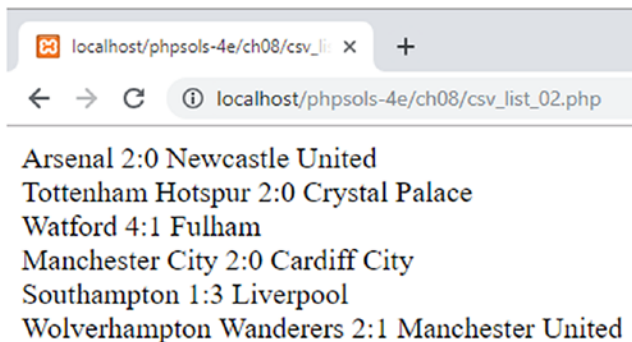 localhost/phpsols-4e/ch08/csv_li
localhost/phpsols-4e/ch08/csv_list_02.php
Arsenal 2:0 Newcastle United
Tottenham Hotspur 2:0 Crystal Palace
Watford 4:1 Fulham
Manchester City 2:0 Cardiff City
Southampton 1:3 Liverpool
Wolverhampton Wanderers 2:1 Manchester United